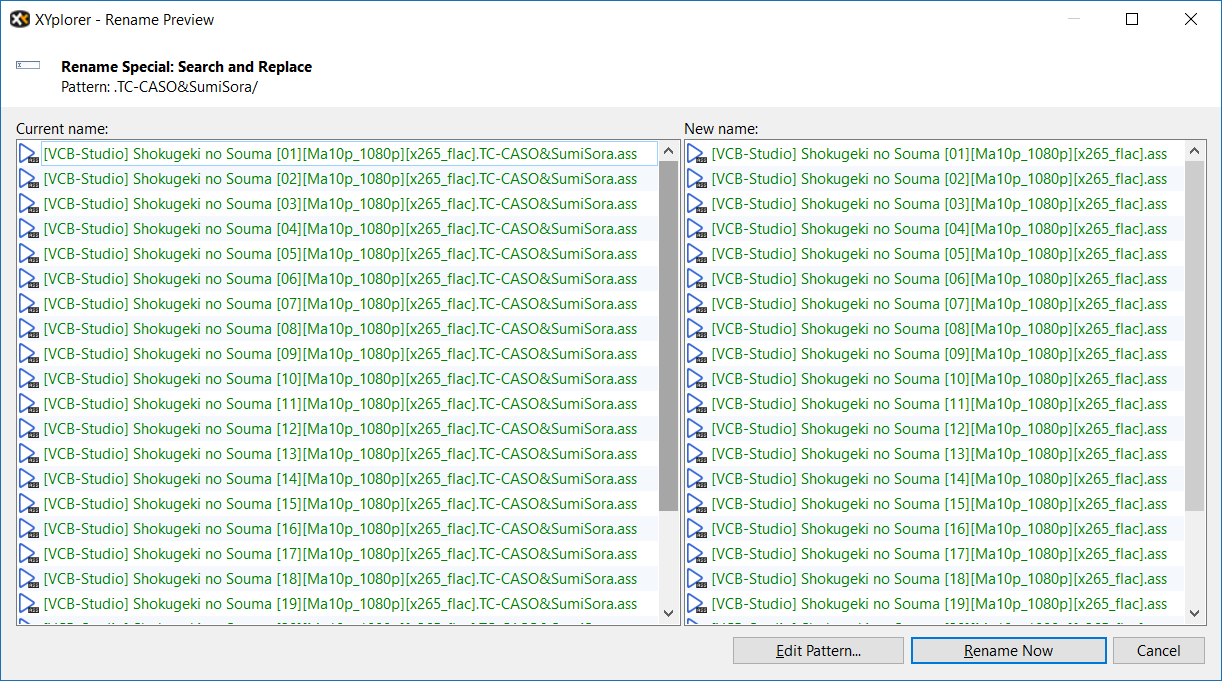 XYplorer - Rename Preview
Rename Special: Search and Replace
Pattern: .TC-CASO&SumiSora/
Current name:
[VCB-Studio] Shokugeki no Souma [01][Ma10p_1080p][x265_flac].TC-CASO&SumiSora.ass
[VCB-Studio] Shokugeki no Souma [02][Ma10p_1080p][x265_flac].TC-CASO&SumiSora.ass
[VCB-Studio] Shokugeki no Souma [03][Ma10p_1080p][x265_flac].TC-CASO&SumiSora.ass
[VCB-Studio] Shokugeki no Souma [04][Ma10p_1080p][x265_flac].TC-CASO&SumiSora.ass
[VCB-Studio] Shokugeki no Souma [05][Ma10p_1080p][x265_flac].TC-CASO&SumiSora.ass
[VCB-Studio] Shokugeki no Souma [06][Ma10p_1080p][x265_flac].TC-CASO&SumiSora.ass
[VCB-Studio] Shokugeki no Souma [07][Ma10p_1080p][x265_flac].TC-CASO&SumiSora.ass
[VCB-Studio] Shokugeki no Souma [08][Ma10p_1080p][x265_flac].TC-CASO&SumiSora.ass
[VCB-Studio] Shokugeki no Souma [09][Ma10p_1080p][x265_flac].TC-CASO&SumiSora.ass
[VCB-Studio] Shokugeki no Souma [10][Ma10p_1080p][x265_flac].TC-CASO&SumiSora.ass
[VCB-Studio] Shokugeki no Souma [11][Ma10p_1080p][x265_flac].TC-CASO&SumiSora.ass
[VCB-Studio] Shokugeki no Souma [12][Ma10p_1080p][x265_flac].TC-CASO&SumiSora.ass
[VCB-Studio] Shokugeki no Souma [13][Ma10p_1080p][x265_flac].TC-CASO&SumiSora.ass
[VCB-Studio] Shokugeki no Souma [14][Ma10p_1080p][x265_flac].TC-CASO&SumiSora.ass
[VCB-Studio] Shokugeki no Souma [15][Ma10p_1080p][x265_flac].TC-CASO&SumiSora.ass
[VCB-Studio] Shokugeki no Souma [16][Ma10p_1080p][x265_flac].TC-CASO&SumiSora.ass
[VCB-Studio] Shokugeki no Souma [17][Ma10p_1080p][x265_flac].TC-CASO&SumiSora.ass
[VCB-Studio] Shokugeki no Souma [18][Ma10p_1080p][x265_flac].TC-CASO&SumiSora.ass
[VCB-Studio] Shokugeki no Souma [19][Ma10p_1080p][x265_flac].TC-CASO&SumiSora.ass
New name:
[VCB-Studio] Shokugeki no Souma [01][Ma10p_1080p][x265_flac].ass
[VCB-Studio] Shokugeki no Souma [02][Ma10p_1080p][x265_flac].ass
[VCB-Studio] Shokugeki no Souma [03][Ma10p_1080p][x265_flac].ass
[VCB-Studio] Shokugeki no Souma [04][Ma10p_1080p][x265_flac].ass
[VCB-Studio] Shokugeki no Souma [05][Ma10p_1080p][x265_flac].ass
[VCB-Studio] Shokugeki no Souma [06][Ma10p_1080p][x265_flac].ass
[VCB-Studio] Shokugeki no Souma [07][Ma10p_1080p][x265_flac].ass
[VCB-Studio] Shokugeki no Souma [08][Ma10p_1080p][x265_flac].ass
[VCB-Studio] Shokugeki no Souma [09][Ma10p_1080p][x265_flac].ass
[VCB-Studio] Shokugeki no Souma [10][Ma10p_1080p][x265_flac].ass
[VCB-Studio] Shokugeki no Souma [11][Ma10p_1080p][x265_flac].ass
[VCB-Studio] Shokugeki no Souma [12][Ma10p_1080p][x265_flac].ass
[VCB-Studio] Shokugeki no Souma [13][Ma10p_1080p][x265_flac].ass
[VCB-Studio] Shokugeki no Souma [14][Ma10p_1080p][x265_flac].ass
[VCB-Studio] Shokugeki no Souma [15][Ma10p_1080p][x265_flac].ass
[VCB-Studio] Shokugeki no Souma [16][Ma10p_1080p][x265_flac].ass
[VCB-Studio] Shokugeki no Souma [17][Ma10p_1080p][x265_flac].ass
[VCB-Studio] Shokugeki no Souma [18][Ma10p_1080p][x265_flac].ass
[VCB-Studio] Shokugeki no Souma [19][Ma10p_1080p][x265_flac].ass
Edit Pattern... Rename Now Cancel